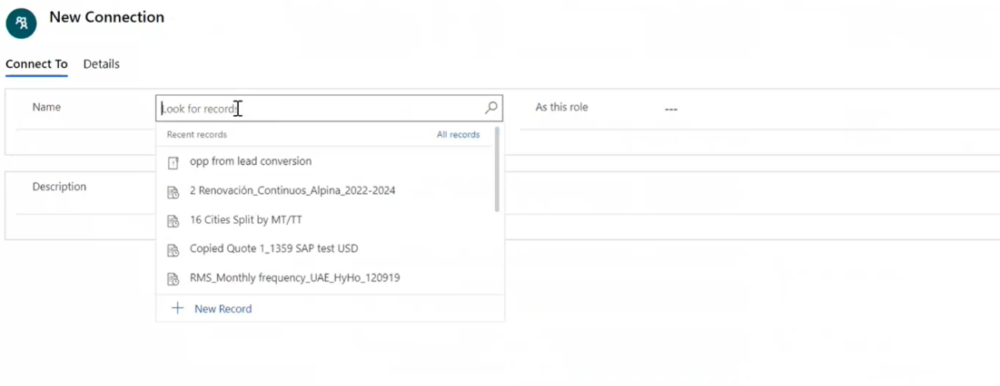 New Connection
Connect To Details
Name Look for records As this role ---
Recent records All records
opp from lead conversion
2 Renovación_Continuos_Alpina_2022-2024
Description
16 Cities Split by MT/TT
Copied Quote 1_1359 SAP test USD
RMS_Monthly frequency_UAE_HyHo_120919
New Record